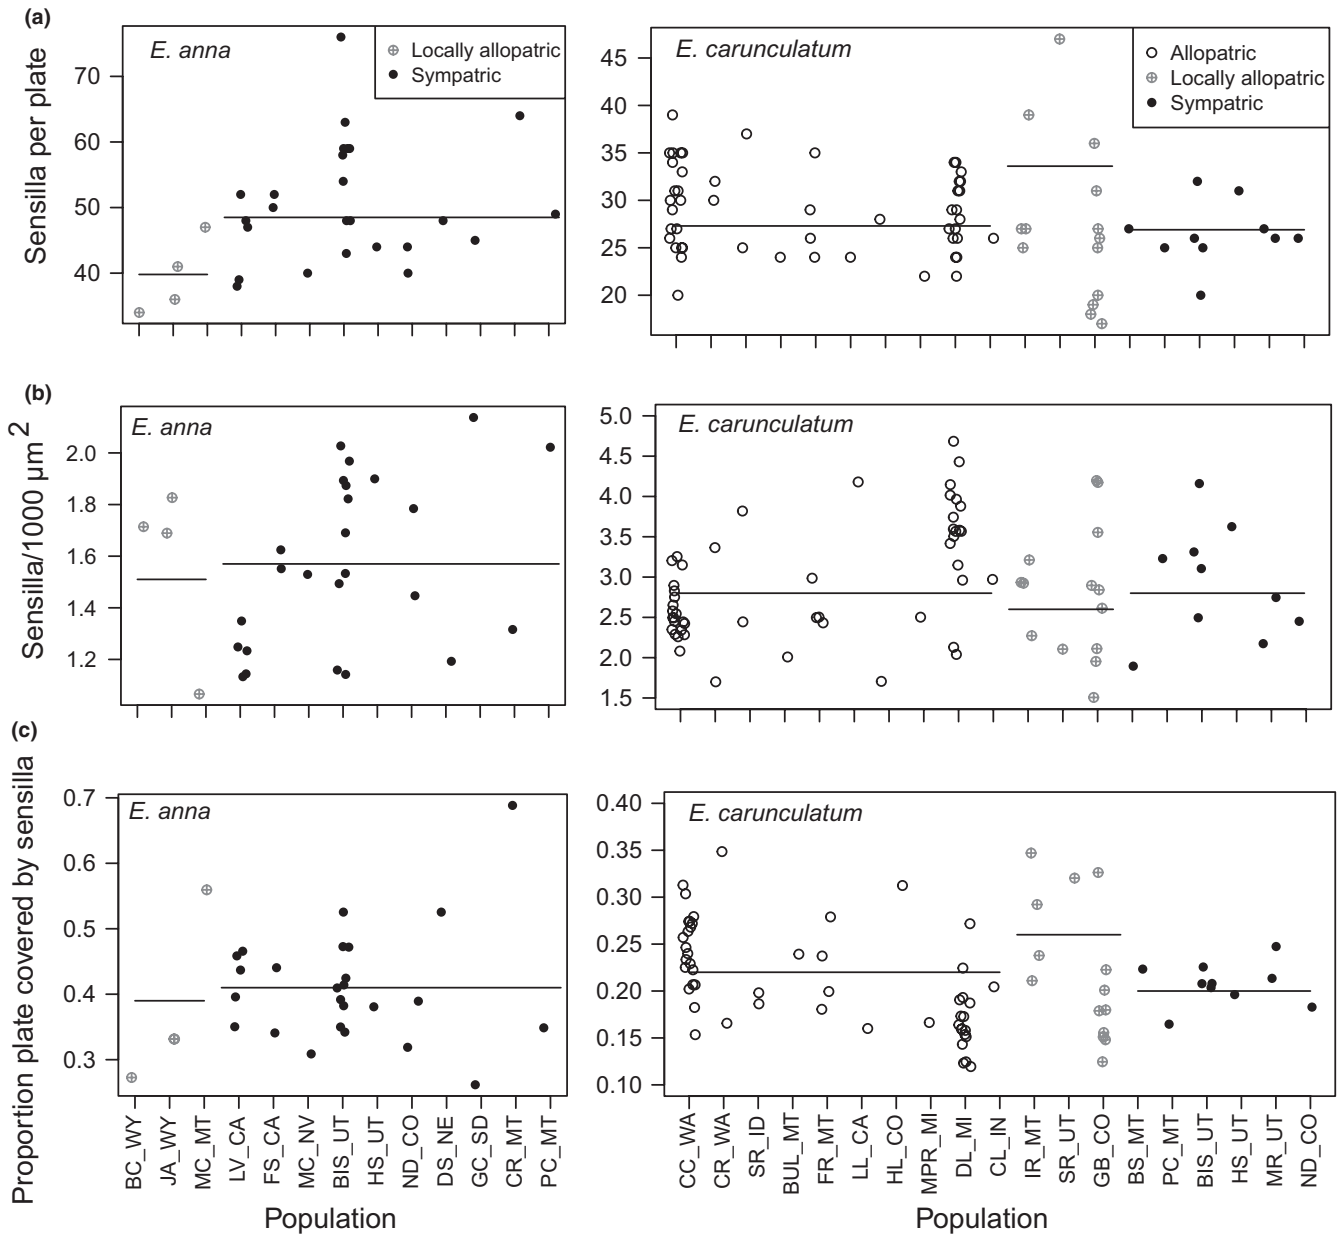 (a)
Sensilla per plate
E. anna
Locally allopatric
Sympatric
70
60
50
40
E. carunculatum
Allopatric
Locally allopatric
Sympatric
45
40
35
30
25
20
(b)
Sensilla/1000 µm²
E. anna
2.0
1.8
1.6
1.4
1.2
E. carunculatum
5.0
4.5
4.0
3.5
3.0
2.5
2.0
1.5
(c)
Proportion plate covered by sensilla
E. anna
0.7
0.6
0.5
0.4
0.3
BC_WY
JA_WY
MC_MT
LV_CA
FS_CA
MC_NV
BIS_UT
HS_UT
ND_CO
DS_NE
GC_SD
CR_MT
PC_MT
Population
E. carunculatum
0.40
0.35
0.30
0.25
0.20
0.15
0.10
CC_WA
CR_WA
SR_ID
BUL_MT
FR_MT
LL_CA
HL_CO
MPR_MI
DL_MI
CL_IN
IR_MT
SR_UT
GB_CO
BS_MT
PC_MT
BIS_UT
HS_UT
MR_UT
ND_CO
Population